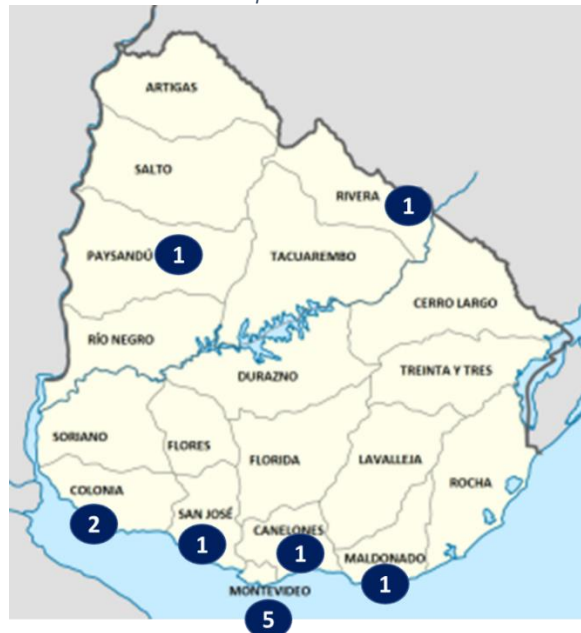 ARTIGAS
SALTO
RIVERA
1
PAYSANDÚ 1
TACUAREMBO
CERRO LARGO
RÍO NEGRO
DURAZNO
TREINTA Y TRES
SORIANO
FLORES
FLORIDA
LAVALLEJA
ROCHA
COLONIA
2
SAN JOSÉ
1
CANELONES
1
MALDONADO
1
MONTEVIDEO
5